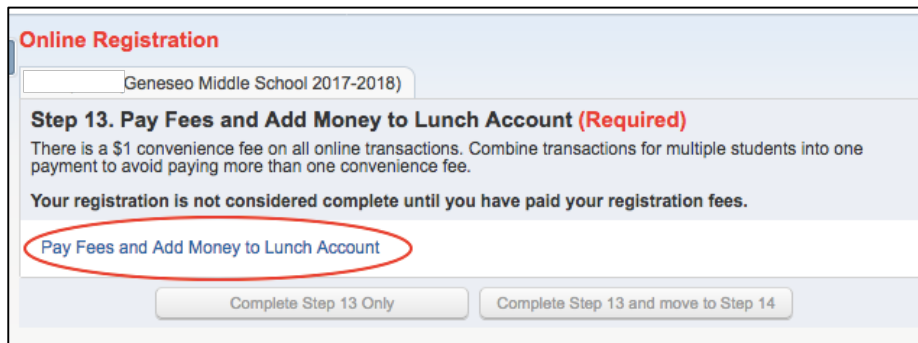 Online Registration
Geneseo Middle School 2017-2018)
Step 13. Pay Fees and Add Money to Lunch Account (Required)
There is a $1 convenience fee on all online transactions. Combine transactions for multiple students into one
payment to avoid paying more than one convenience fee.
Your registration is not considered complete until you have paid your registration fees.
Pay Fees and Add Money to Lunch Account
Complete Step 13 Only
Complete Step 13 and move to Step 14